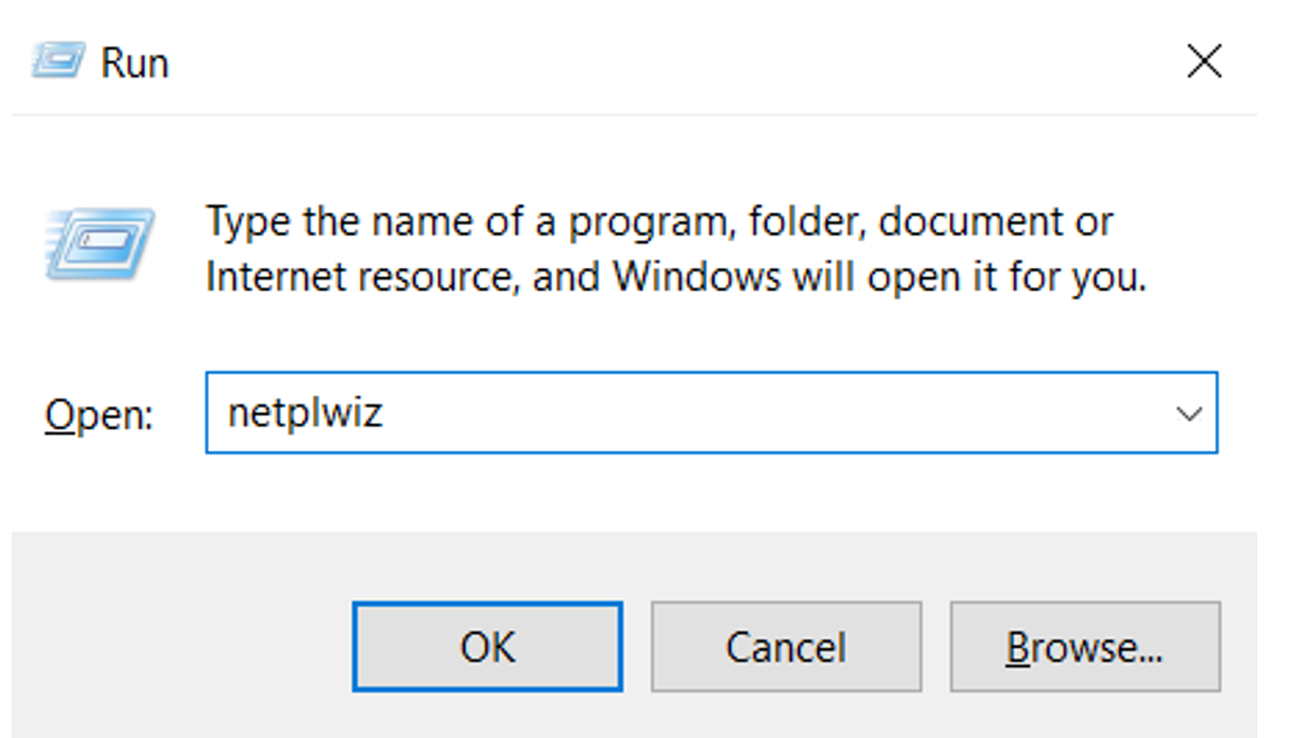 Run
Type the name of a program, folder, document or
Internet resource, and Windows will open it for you.
Open: netplwiz
OK Cancel Browse...